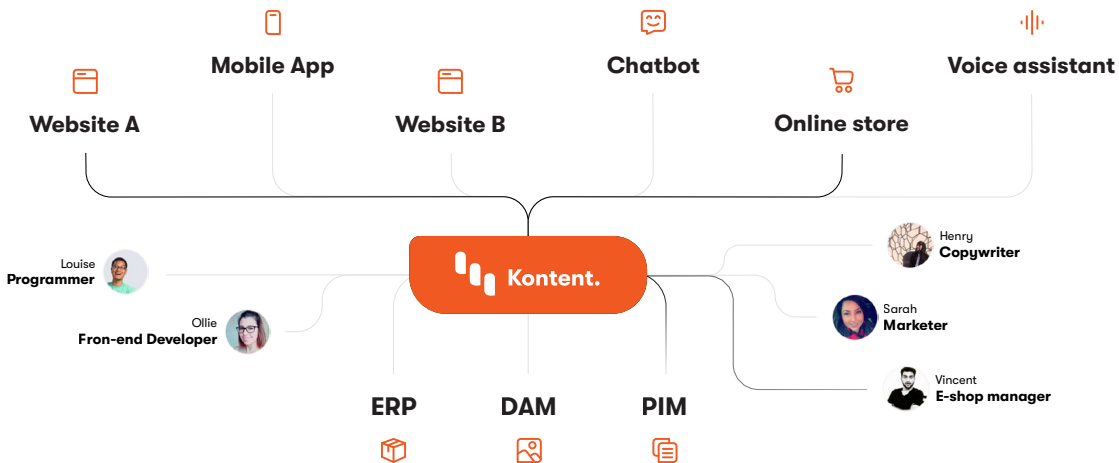 Mobile App
Chatbot
Voice assistant
Website A
Website B
Online store
Louise
Programmer
Ollie
Fron-end Developer
Kontent.
Henry
Copywriter
Sarah
Marketer
Vincent
E-shop manager
ERP
DAM
PIM